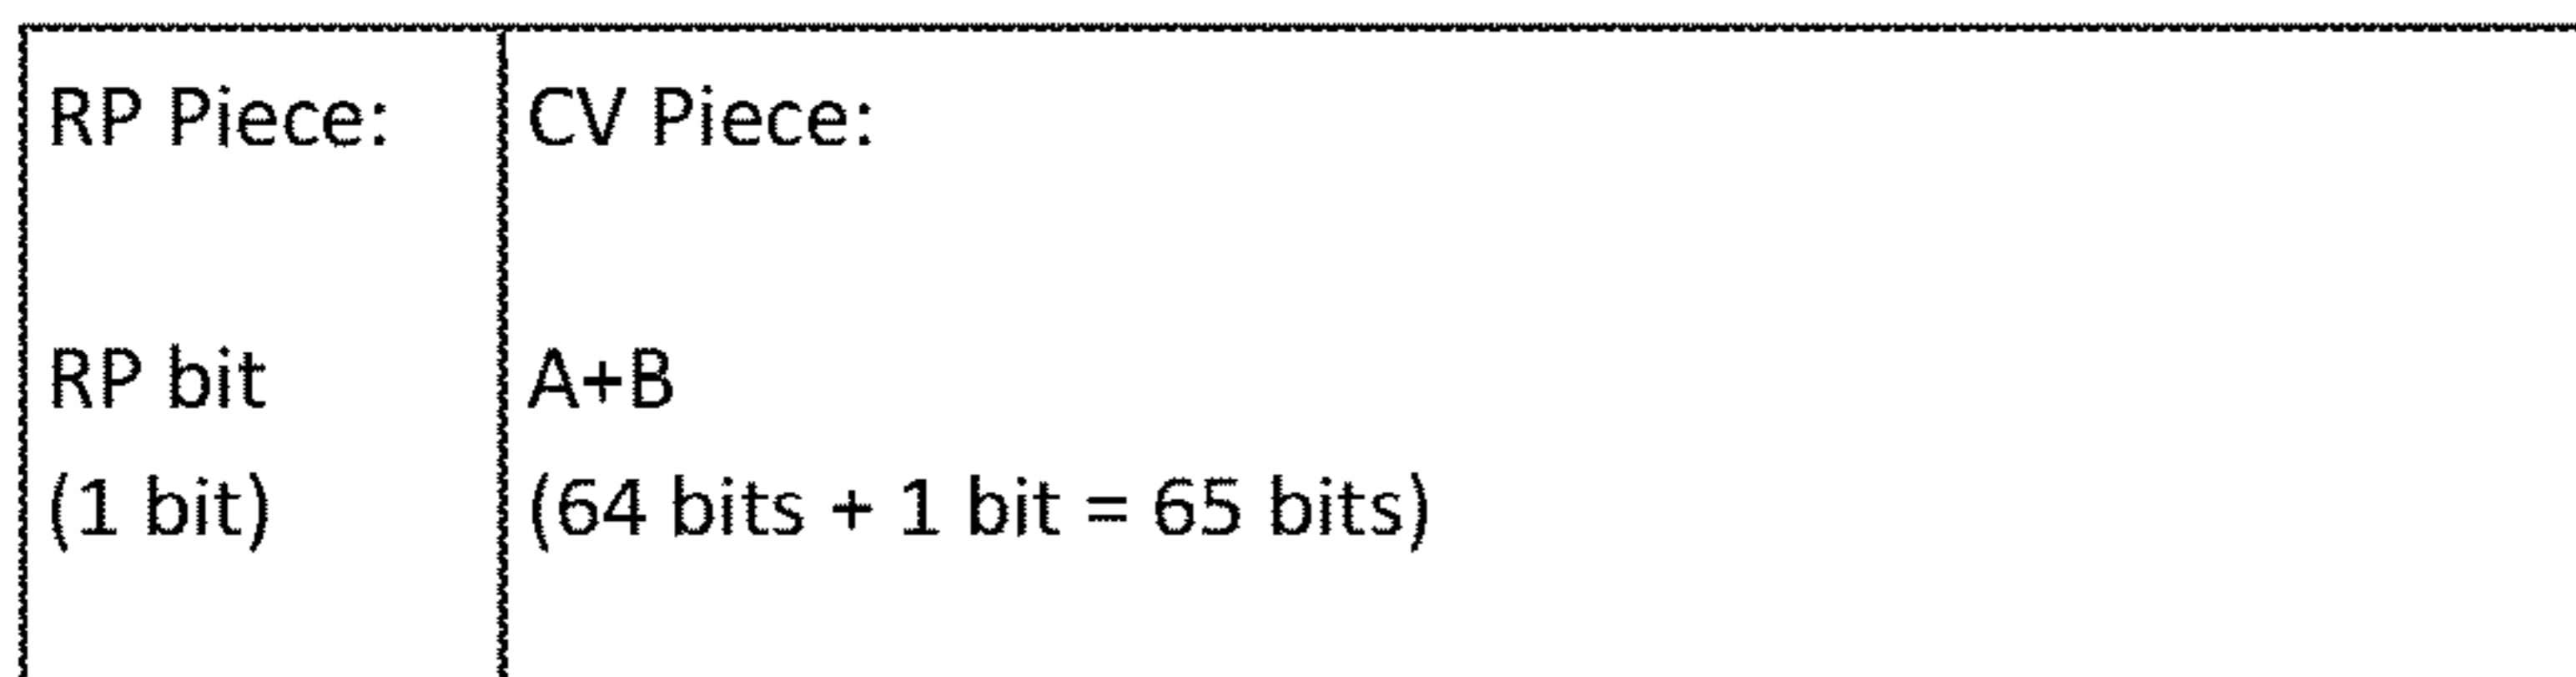 RP Piece:
RP bit
(1 bit)
CV Piece:
A+B
(64 bits + 1 bit = 65 bits)